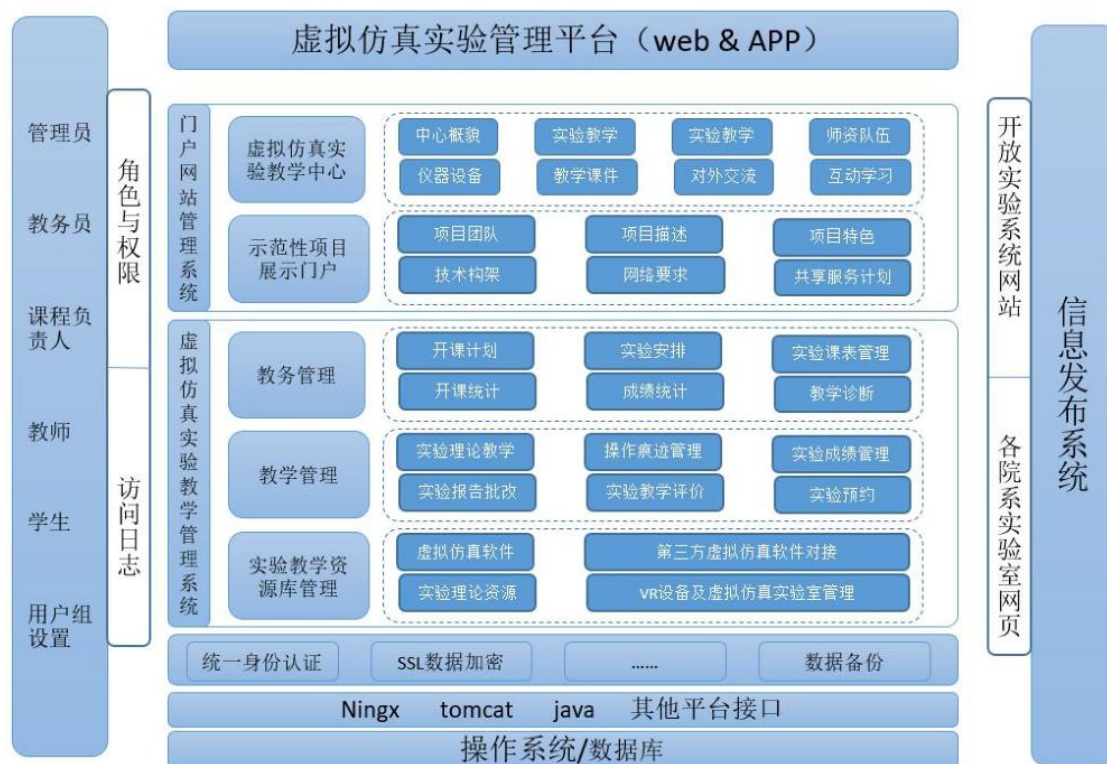 虚拟仿真实验管理平台（web & APP）
管理员
教务员
课程负
责人
教师
学生
用户组
设置
角色与权限
访问日志
门户网站管理系统
虚拟仿真实
验教学中心
中心概貌
实验教学
实验教学
师资队伍
仪器设备
教学课件
对外交流
互动学习
示范性项目
展示门户
项目团队
项目描述
项目特色
技术构架
网络要求
共享服务计划
虚拟仿真实验教学管理系统
教务管理
开课计划
实验安排
实验课表管理
开课统计
成绩统计
教学诊断
教学管理
实验理论教学
操作痕迹管理
实验成绩管理
实验报告批改
实验教学评价
实验预约
实验教学资
源库管理
虚拟仿真软件
第三方虚拟仿真软件对接
实验理论资源
VR设备及虚拟仿真实验室管理
统一身份认证
SSL数据加密
......
数据备份
Ningx tomcat java 其他平台接口
操作系统/数据库
开放实验系统网站
各院系实验室网页
信息发布系统